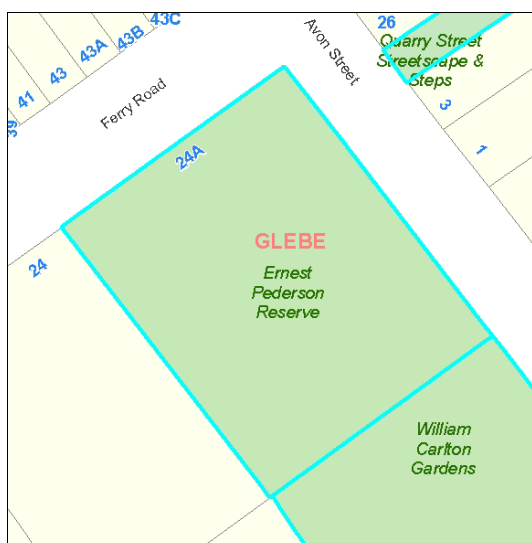 43C
43B
43A
43
41
39
26
Quarry Street
Streetscape &
Steps
Avon Street
Ferry Road
3
1
24A
24
GLEBE
Ernest
Pederson
Reserve
William
Carlton
Gardens